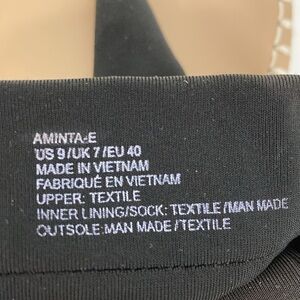 AMINTA-E
US 9/UK 7/EU 40
MADE IN VIETNAM
FABRIQUÉ EN VIETNAM
UPPER: TEXTILE
INNER LINING/SOCK: TEXTILE/MAN MADE
OUTSOLE: MAN MADE/TEXTILE